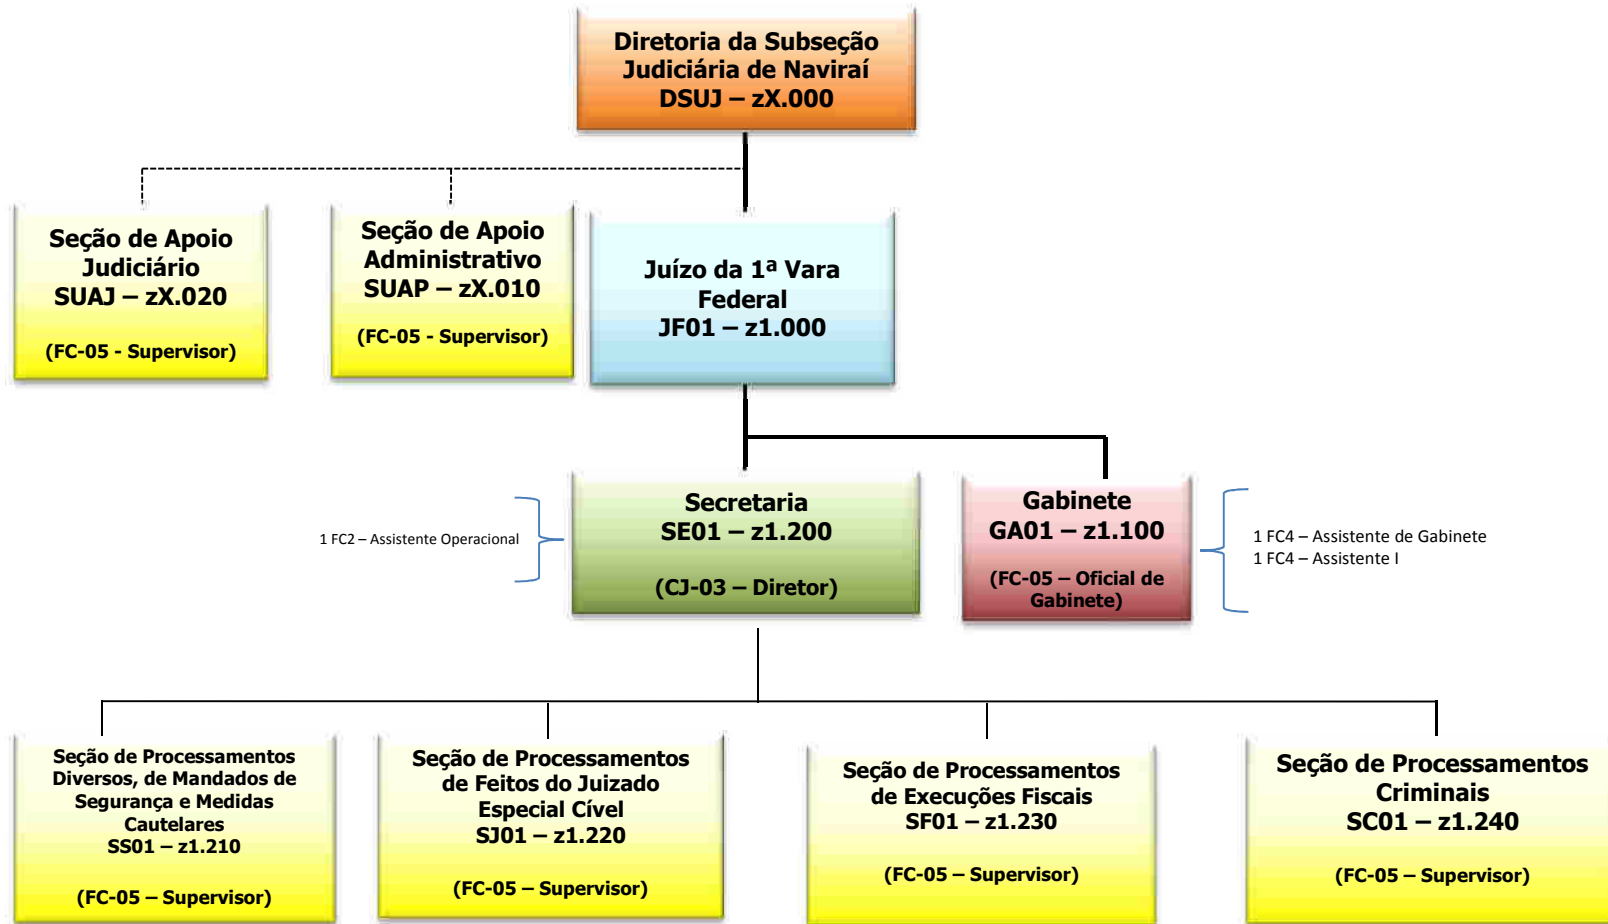 Diretoria da Subseção
Judiciária de Naviraí
DSUJ – zX.000
Seção de Apoio
Judiciário
SUAJ – zX.020
(FC-05 - Supervisor)
Seção de Apoio
Administrativo
SUAP – zX.010
(FC-05 - Supervisor)
Juízo da 1ª Vara
Federal
JF01 – z1.000
1 FC2 – Assistente Operacional
Secretaria
SE01 – z1.200
(CJ-03 – Diretor)
Gabinete
GA01 – z1.100
(FC-05 – Oficial de
Gabinete)
1 FC4 – Assistente de Gabinete
1 FC4 – Assistente I
Seção de Processamentos
Diversos, de Mandados de
Segurança e Medidas
Cautelares
SS01 – z1.210
(FC-05 – Supervisor)
Seção de Processamentos
de Feitos do Juizado
Especial Cível
SJ01 – z1.220
(FC-05 – Supervisor)
Seção de Processamentos
de Execuções Fiscais
SF01 – z1.230
(FC-05 – Supervisor)
Seção de Processamentos
Criminais
SC01 – z1.240
(FC-05 – Supervisor)